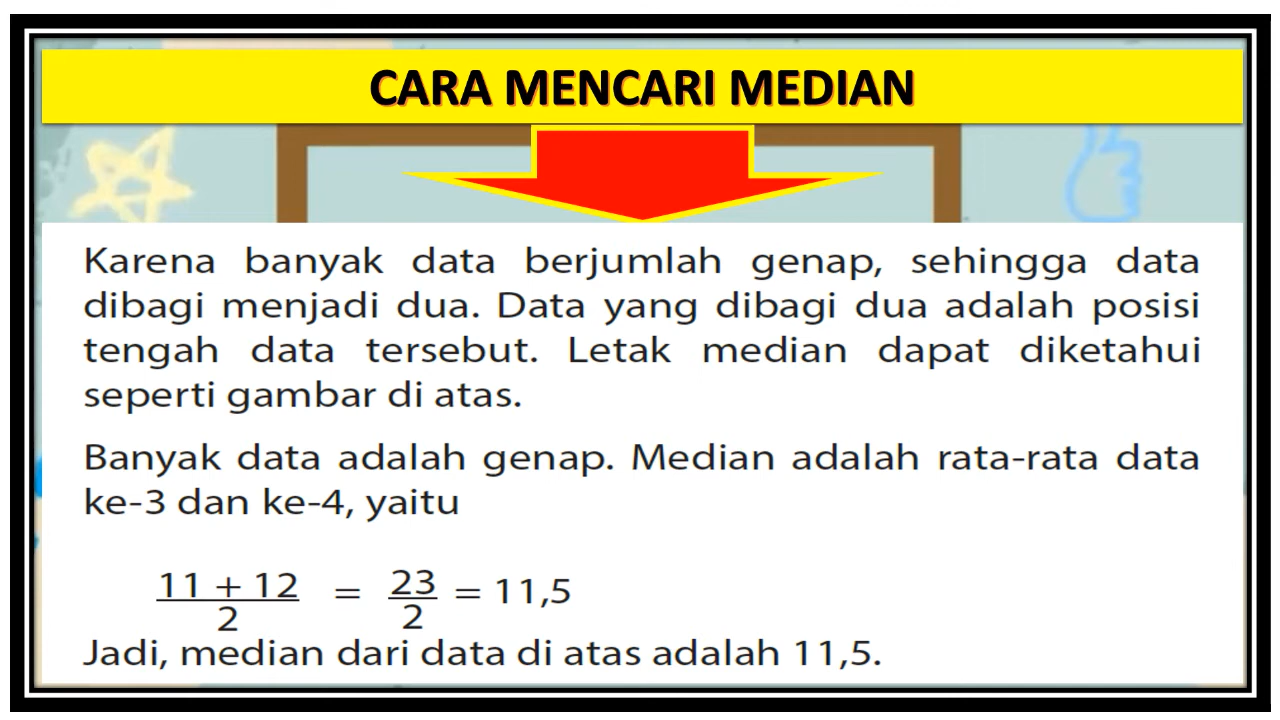 CARA MENCARI MEDIAN
Karena banyak data berjumlah genap, sehingga data
dibagi menjadi dua. Data yang dibagi dua adalah posisi
tengah data tersebut. Letak median dapat diketahui
seperti gambar di atas.
Banyak data adalah genap. Median adalah rata-rata data
ke-3 dan ke-4, yaitu
11 + 12 / 2 = 23 / 2 = 11,5
Jadi, median dari data di atas adalah 11,5.